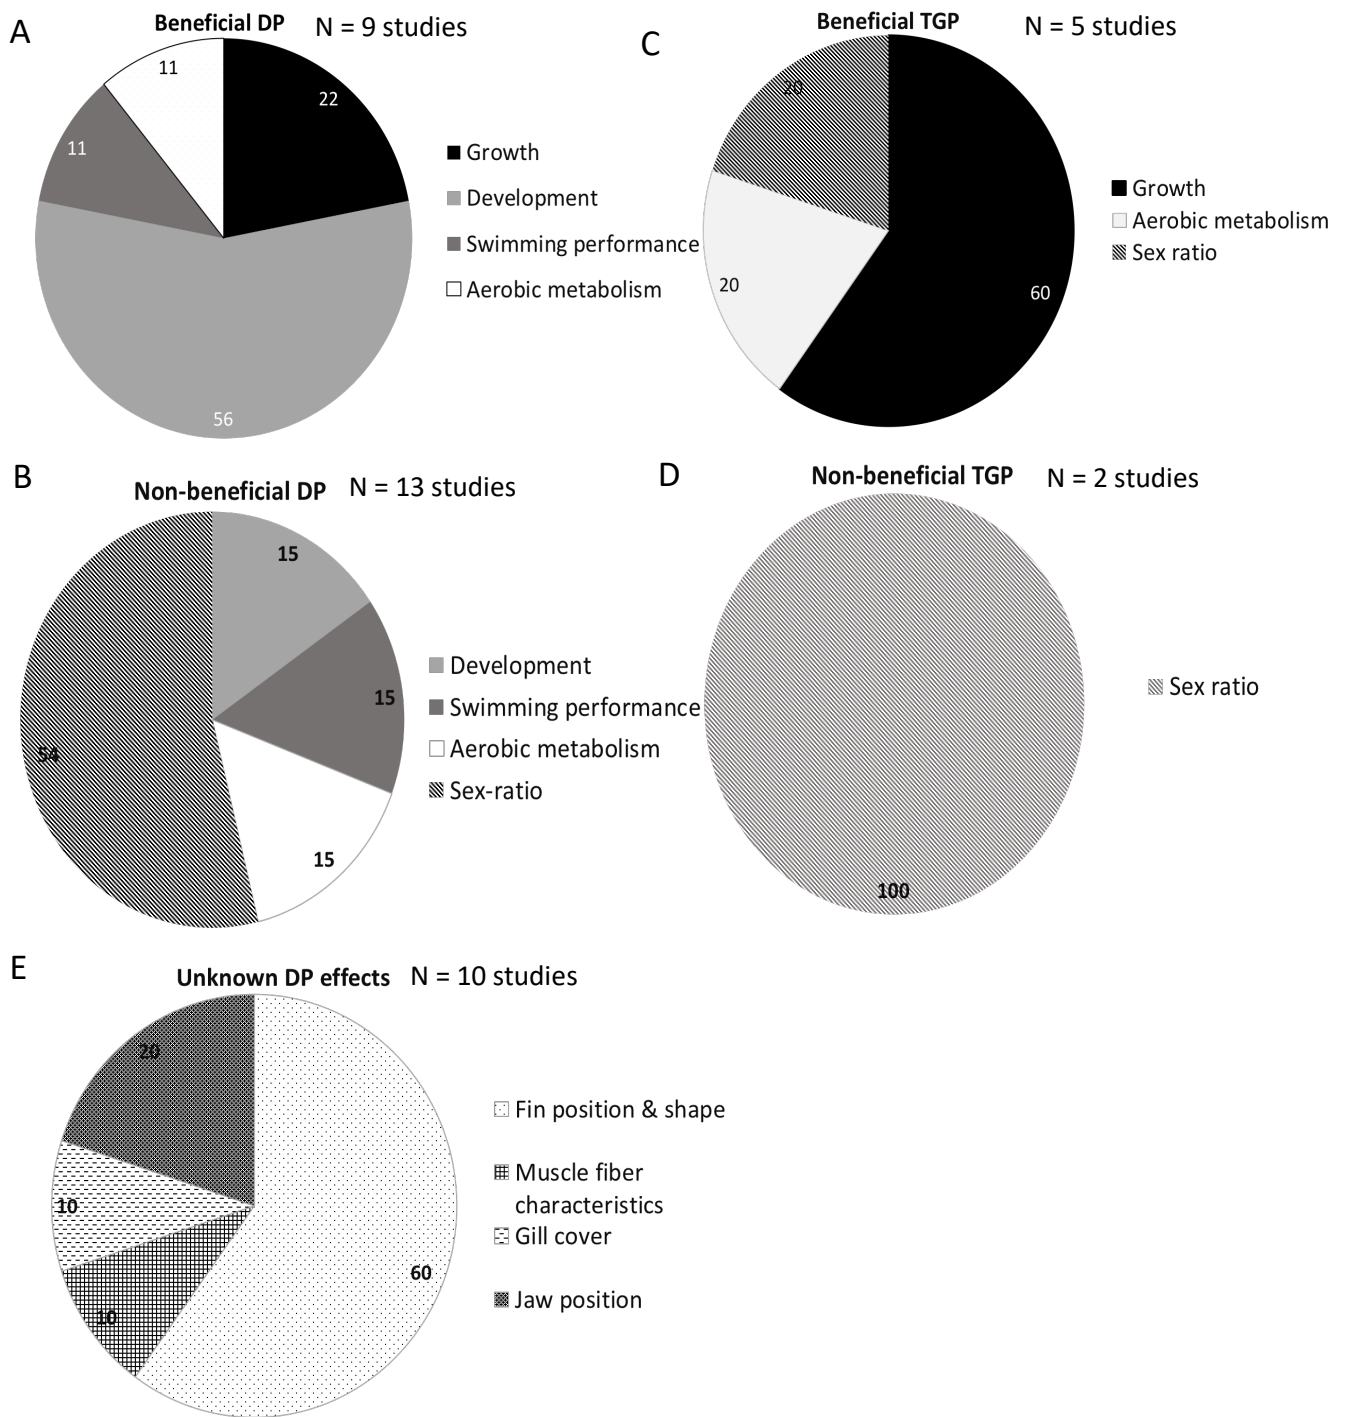 A
Beneficial DP
N = 9 studies
11
22
11
56
Growth
Development
Swimming performance
Aerobic metabolism
C
Beneficial TGP
N = 5 studies
20
20
60
Growth
Aerobic metabolism
Sex ratio
B
Non-beneficial DP
N = 13 studies
15
15
54
15
Development
Swimming performance
Aerobic metabolism
Sex-ratio
D
Non-beneficial TGP
N = 2 studies
100
Sex ratio
E
Unknown DP effects
N = 10 studies
20
10
60
10
Fin position & shape
Muscle fiber
characteristics
Gill cover
Jaw position